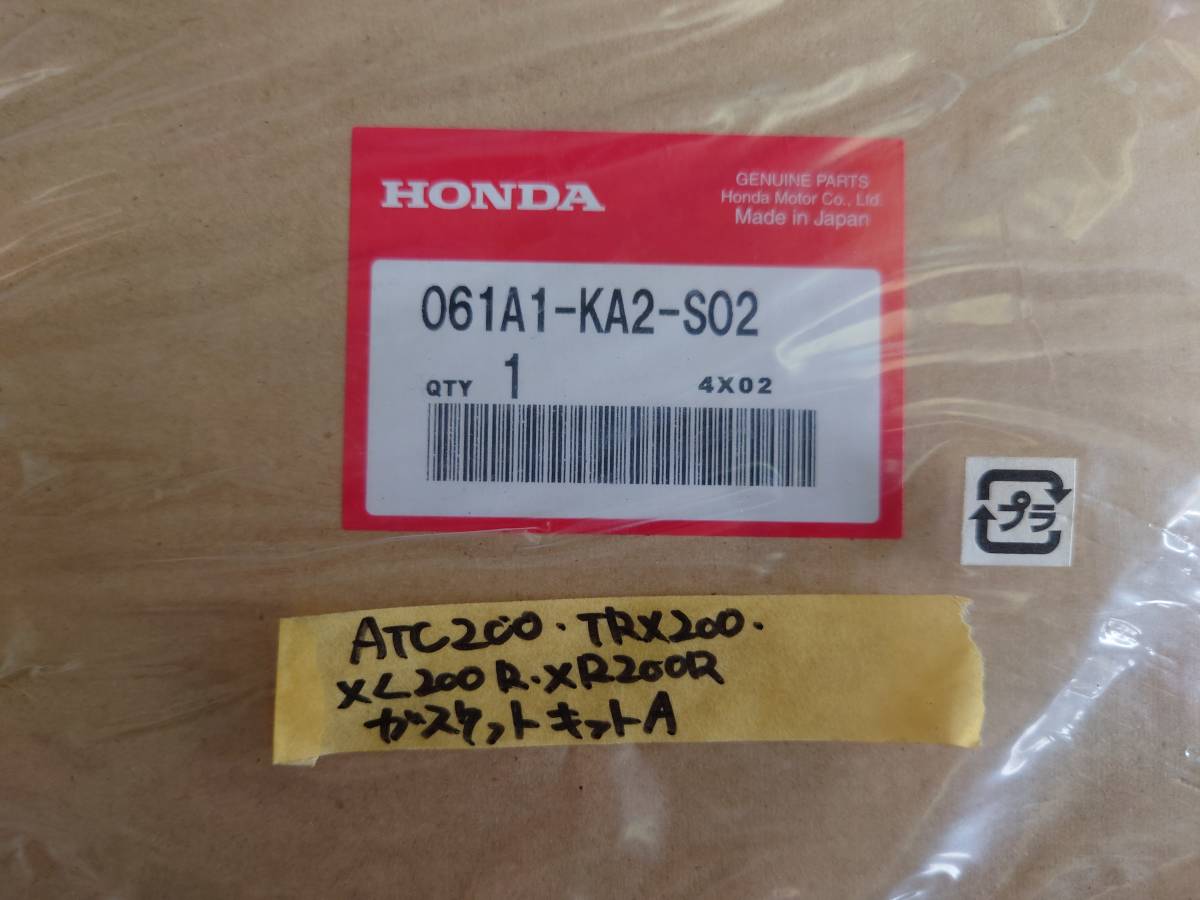 HONDA
GENUINE PARTS
Honda Motor Co., Ltd.
Made in Japan
061A1-KA2-S02
QTY 1 4X02
プラ
ATC200・TRX200・
XL200R・XR200R
ガスケットキットA